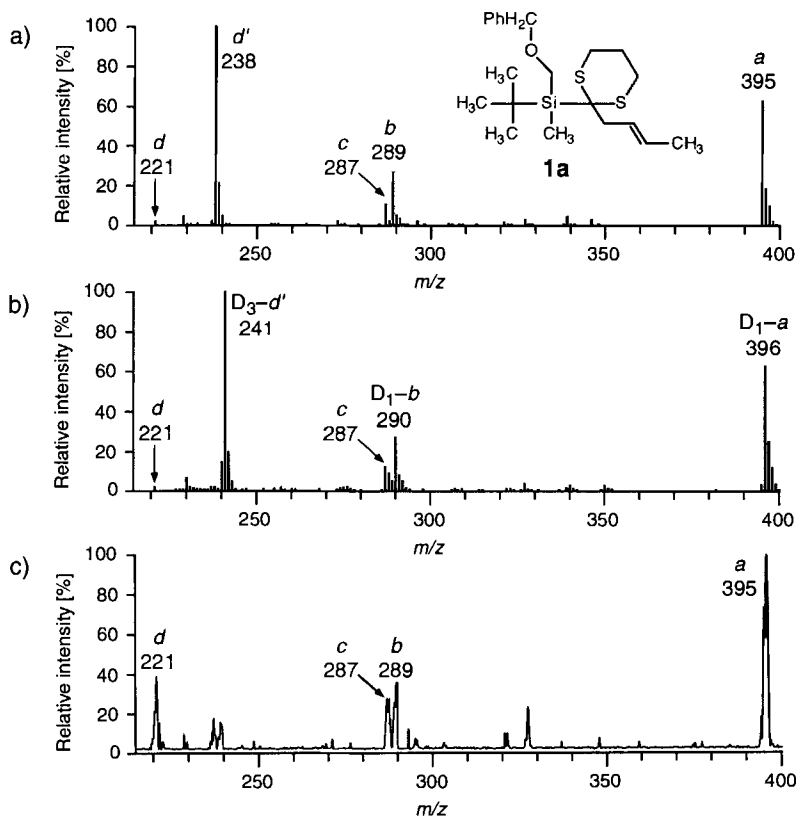 a)
Relative intensity [%]
100
80
60
40
20
0
d
221
d'
238
c
287
b
289
a
395
PhH₂C
O
H₃C
CH₃
H₃C
Si
S
S
H₃C
CH₃
CH₃
1a
250
300
350
400
m/z
b)
Relative intensity [%]
100
80
60
40
20
0
d
221
D₃–d'
241
c
287
D₁–b
290
D₁–a
396
250
300
350
400
m/z
c)
Relative intensity [%]
100
80
60
40
20
0
d
221
c
287
b
289
a
395
250
300
350
400
m/z